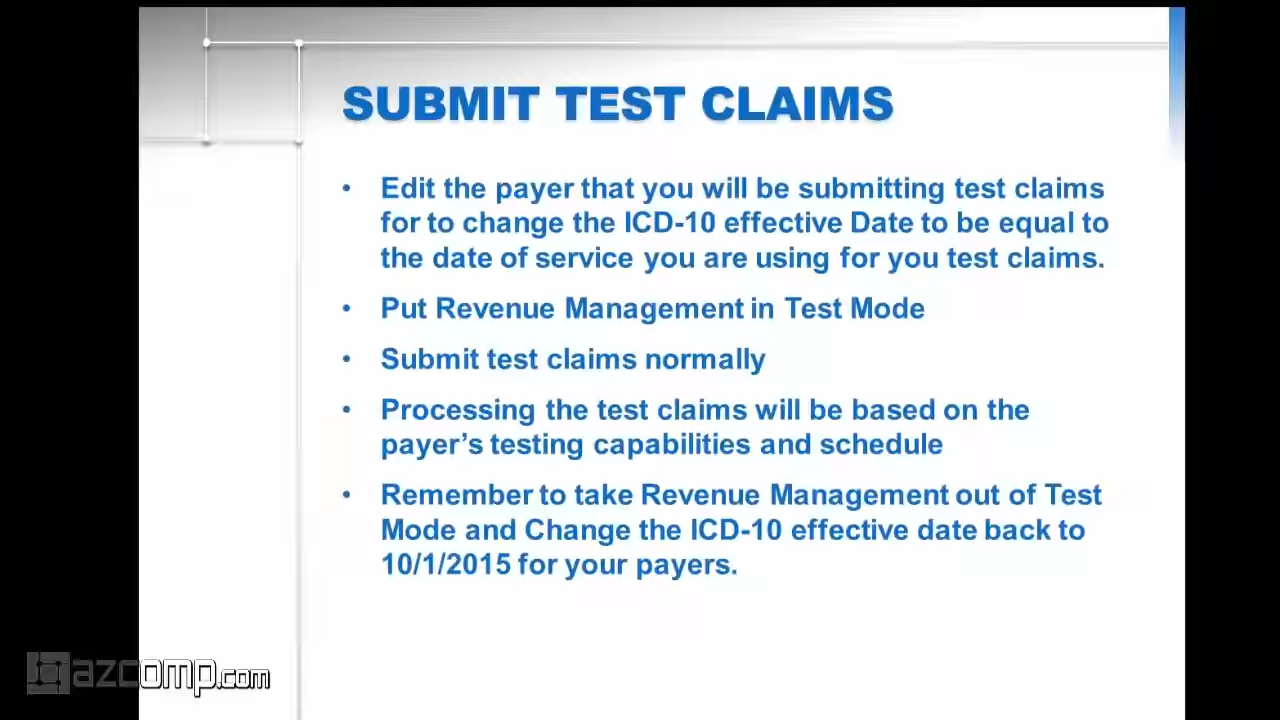 SUBMIT TEST CLAIMS
• Edit the payer that you will be submitting test claims
for to change the ICD-10 effective Date to be equal to
the date of service you are using for you test claims.
• Put Revenue Management in Test Mode
• Submit test claims normally
• Processing the test claims will be based on the
payer’s testing capabilities and schedule
• Remember to take Revenue Management out of Test
Mode and Change the ICD-10 effective date back to
10/1/2015 for your payers.
azcomp.com